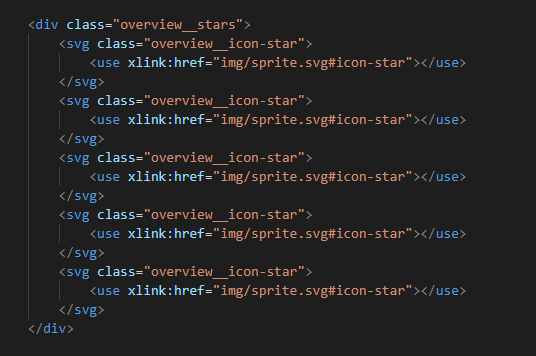 <div class="overview__stars">
<svg class="overview__icon-star">
<use xlink:href="img/sprite.svg#icon-star"></use>
</svg>
<svg class="overview__icon-star">
<use xlink:href="img/sprite.svg#icon-star"></use>
</svg>
<svg class="overview__icon-star">
<use xlink:href="img/sprite.svg#icon-star"></use>
</svg>
<svg class="overview__icon-star">
<use xlink:href="img/sprite.svg#icon-star"></use>
</svg>
<svg class="overview__icon-star">
<use xlink:href="img/sprite.svg#icon-star"></use>
</svg>
</div>